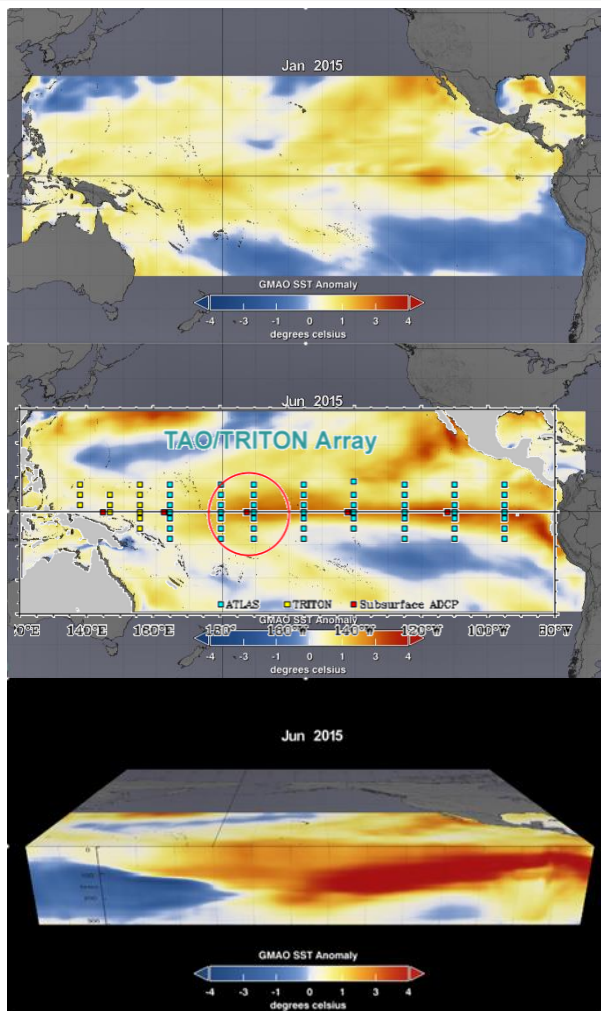 Jan 2015
GMAO SST Anomaly
-4 -3 -1 0 1 3 4
degrees celsius
Jun 2015
TAO/TRITON Array
ATLAS TRITON Subsurface ADCP
140°E 160°E 180° 160°W 140°W 120°W 100°W 80°W
GMAO SST Anomaly
-4 -3 -1 0 1 3 4
degrees celsius
Jun 2015
0
GMAO SST Anomaly
-4 -3 -1 0 1 3 4
degrees celsius